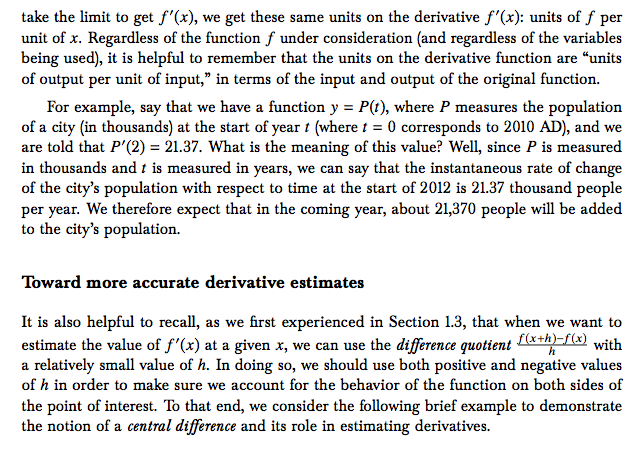 take the limit to get f′(x), we get these same units on the derivative f′(x): units of f per
unit of x. Regardless of the function f under consideration (and regardless of the variables
being used), it is helpful to remember that the units on the derivative function are “units
of output per unit of input,” in terms of the input and output of the original function.
For example, say that we have a function y = P(t), where P measures the population
of a city (in thousands) at the start of year t (where t = 0 corresponds to 2010 AD), and we
are told that P′(2) = 21.37. What is the meaning of this value? Well, since P is measured
in thousands and t is measured in years, we can say that the instantaneous rate of change
of the city’s population with respect to time at the start of 2012 is 21.37 thousand people
per year. We therefore expect that in the coming year, about 21,370 people will be added
to the city’s population.
Toward more accurate derivative estimates
It is also helpful to recall, as we first experienced in Section 1.3, that when we want to
estimate the value of f′(x) at a given x, we can use the difference quotient f(x+h)−f(x)/h with
a relatively small value of h. In doing so, we should use both positive and negative values
of h in order to make sure we account for the behavior of the function on both sides of
the point of interest. To that end, we consider the following brief example to demonstrate
the notion of a central difference and its role in estimating derivatives.